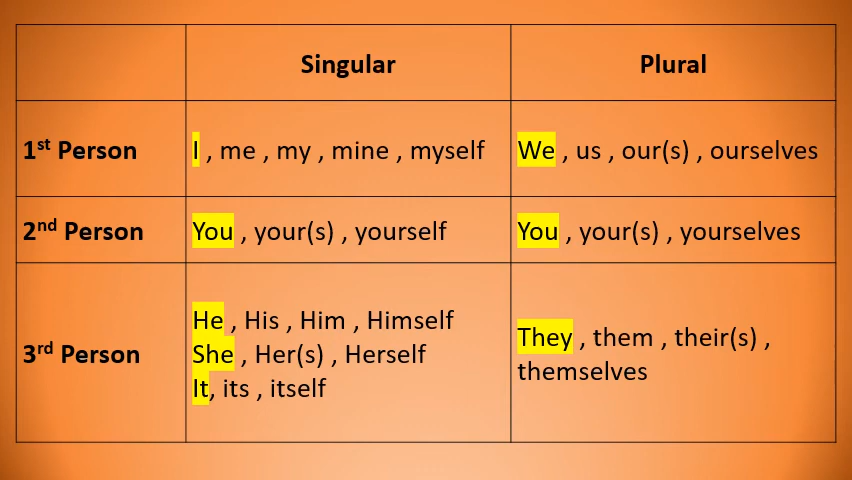 Singular Plural
1st Person I , me , my , mine , myself We , us , our(s) , ourselves
2nd Person You , your(s) , yourself You , your(s) , yourselves
3rd Person
He , His , Him , Himself
She , Her(s) , Herself
It, its , itself
They , them , their(s) ,
themselves